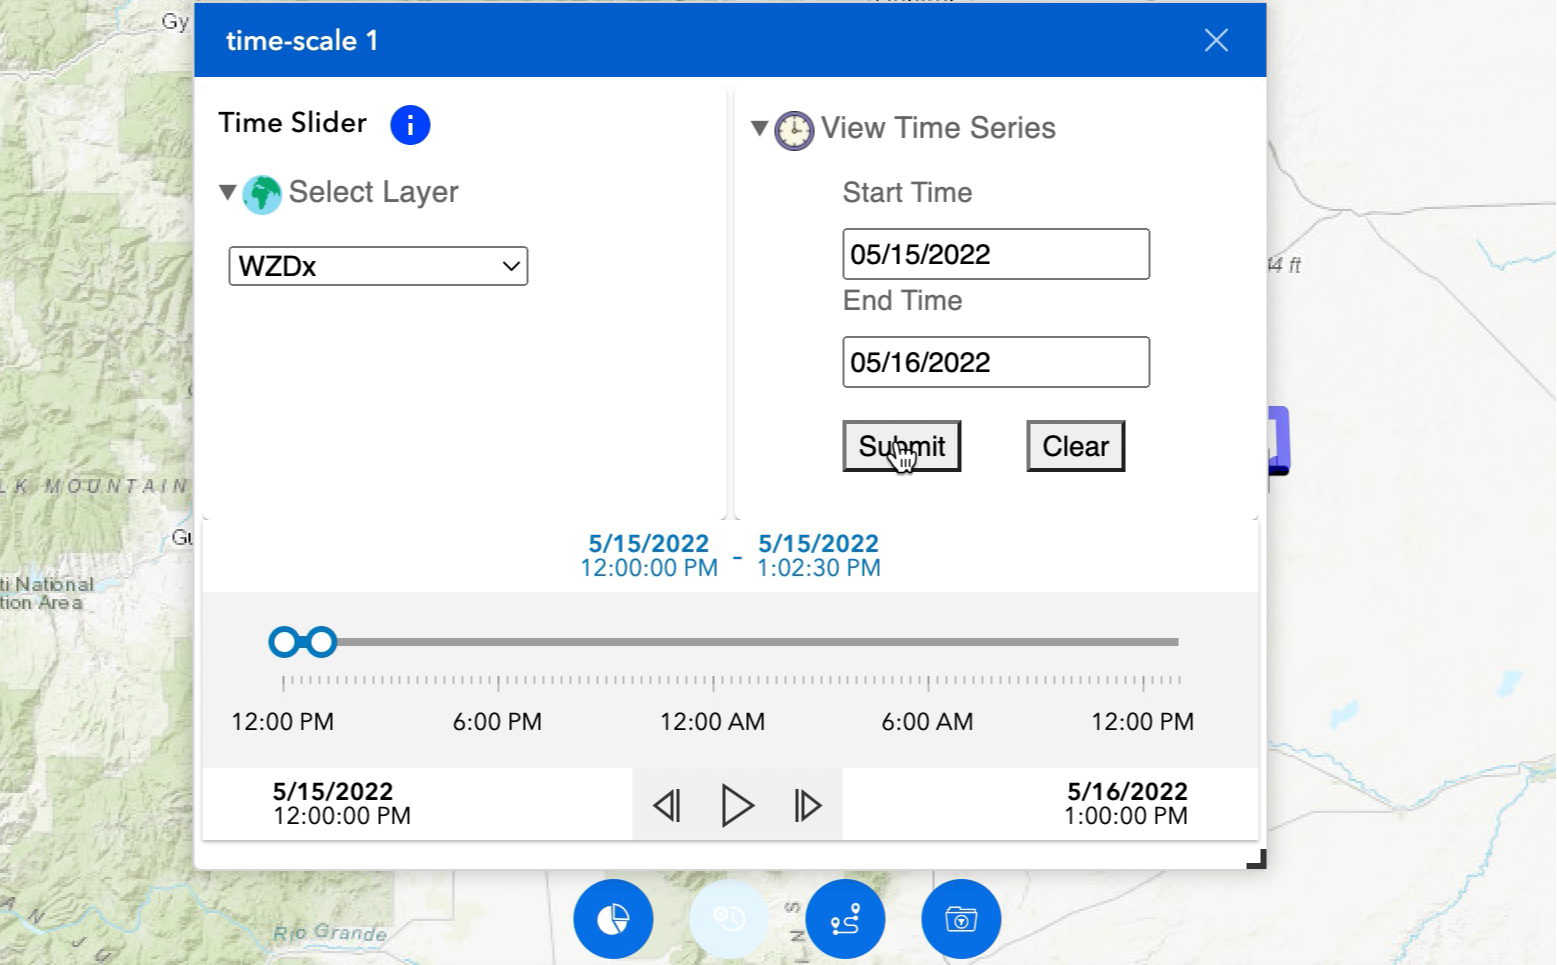 Gy
time-scale 1
Time Slider i
Select Layer
WZDx
View Time Series
Start Time
05/15/2022
End Time
05/16/2022
Submit
Clear
5/15/2022 - 5/15/2022
12:00:00 PM 1:02:30 PM
12:00 PM 6:00 PM 12:00 AM 6:00 AM 12:00 PM
5/15/2022
12:00:00 PM
5/16/2022
1:00:00 PM
44 ft
LK MOUNTAIN
Gu
ti National
tion Area
Rio Grande